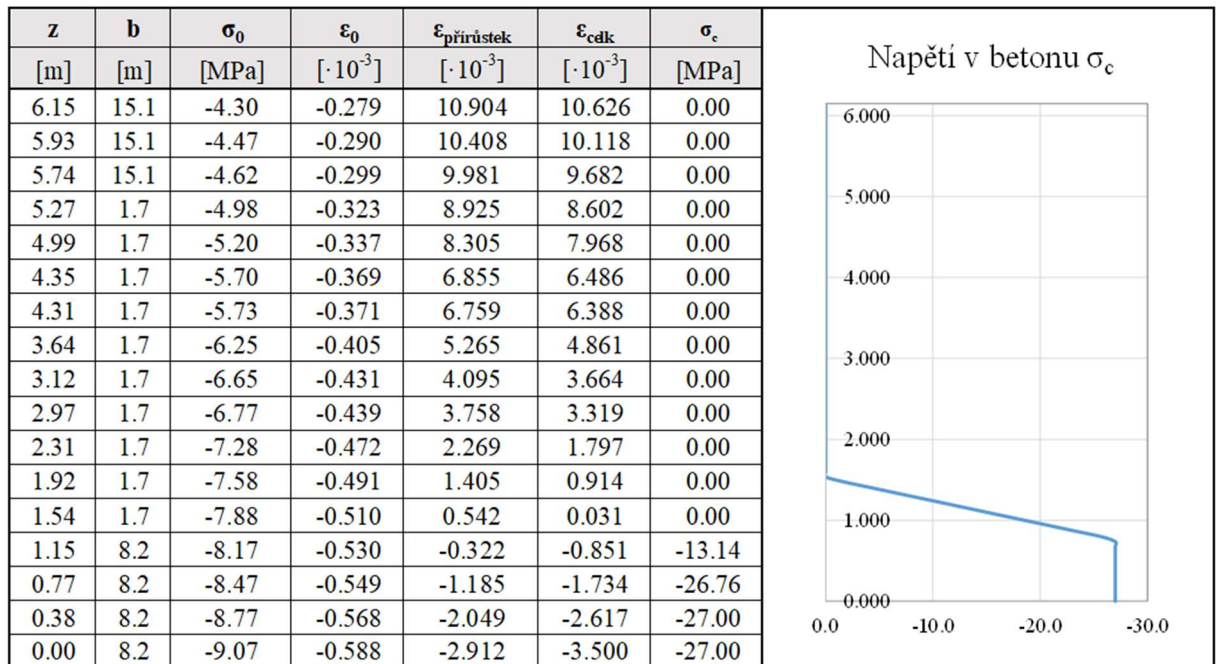 z b σ₀ ε₀ εpřírůstek εcelk σc
[m] [m] [MPa] [·10⁻³] [·10⁻³] [·10⁻³] [MPa]
6.15 15.1 -4.30 -0.279 10.904 10.626 0.00
5.93 15.1 -4.47 -0.290 10.408 10.118 0.00
5.74 15.1 -4.62 -0.299 9.981 9.682 0.00
5.27 1.7 -4.98 -0.323 8.925 8.602 0.00
4.99 1.7 -5.20 -0.337 8.305 7.968 0.00
4.35 1.7 -5.70 -0.369 6.855 6.486 0.00
4.31 1.7 -5.73 -0.371 6.759 6.388 0.00
3.64 1.7 -6.25 -0.405 5.265 4.861 0.00
3.12 1.7 -6.65 -0.431 4.095 3.664 0.00
2.97 1.7 -6.77 -0.439 3.758 3.319 0.00
2.31 1.7 -7.28 -0.472 2.269 1.797 0.00
1.92 1.7 -7.58 -0.491 1.405 0.914 0.00
1.54 1.7 -7.88 -0.510 0.542 0.031 0.00
1.15 8.2 -8.17 -0.530 -0.322 -0.851 -13.14
0.77 8.2 -8.47 -0.549 -1.185 -1.734 -26.76
0.38 8.2 -8.77 -0.568 -2.049 -2.617 -27.00
0.00 8.2 -9.07 -0.588 -2.912 -3.500 -27.00
Napětí v betonu σc
6.000
5.000
4.000
3.000
2.000
1.000
0.000
0.0 -10.0 -20.0 -30.0